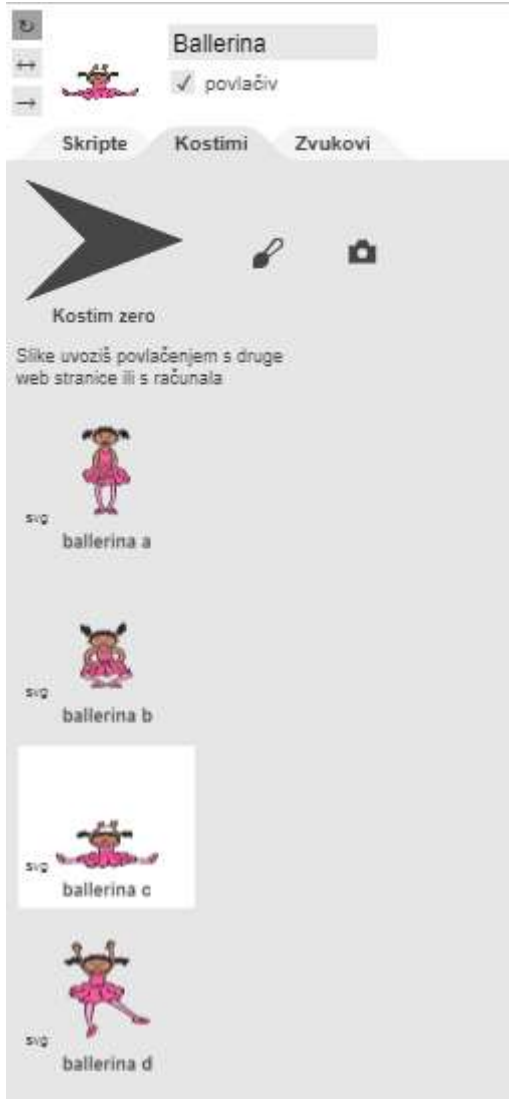 Ballerina
povlačiv
Skripte Kostimi Zvukovi
Kostim zero
Slike uvoziš povlačenjem s druge
web stranice ili s računala
svg
ballerina a
svg
ballerina b
svg
ballerina c
svg
ballerina d